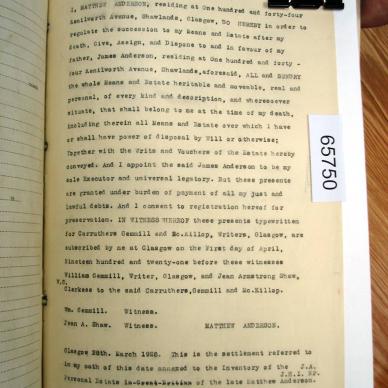 I, MATTHEW ANDERSON, residing at One hundred and forty-four
Kenilworth Avenue, Shawlands, Glasgow, DO HEREBY in order to
regulate the succession to my Means and Estate after my
death, Give, Assign, and Dispone to and in favour of my
father, James Anderson, residing at One hundred and forty -
four Kenilworth Avenue, Shawlands, aforesaid, ALL and SUNDRY
the whole Means and Estate heritable and moveable, real and
personal, of every kind and description, and wheresoever
situate, that shall belong to me at the time of my death,
including therein all Means and Estate over which I have
or shall have power of disposal by Will or otherwise;
Together with the Writs and Vouchers of the Estate hereby
conveyed. And I appoint the said James Anderson to be my
sole Executor and universal legatory. But these presents
are granted under burden of payment of all my just and
lawful debts. And I consent to registration hereof for
preservation. IN WITNESS WHEREOF these presents typewritten
for Carruthers Gemmill and Mc.Killop, Writers, Glasgow, are
subscribed by me at Glasgow on the First day of April,
Nineteen hundred and twenty-one before these witnesses
William Gemmill, Writer, Glasgow, and Jean Armstrong Shaw,
Clerkess to the said Carruthers, Gemmill and Mc.Killop.
Wm. Gemmill. Witness.
Jean A. Shaw. Witness. MATTHEW ANDERSON.
Glasgow 28th. March 1928. This is the settlement referred to
in my oath of this date annexed to the Inventory of the J.A.
J.H.I. JP.
Personal Estate in Great Britain of the late Matthew Anderson
65750